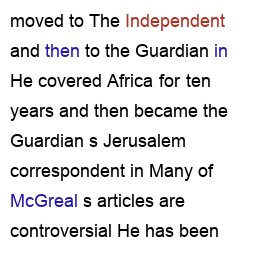 moved to The Independent
and then to the Guardian in
He covered Africa for ten
years and then became the
Guardian s Jerusalem
correspondent in Many of
McGreal s articles are
controversial He has been